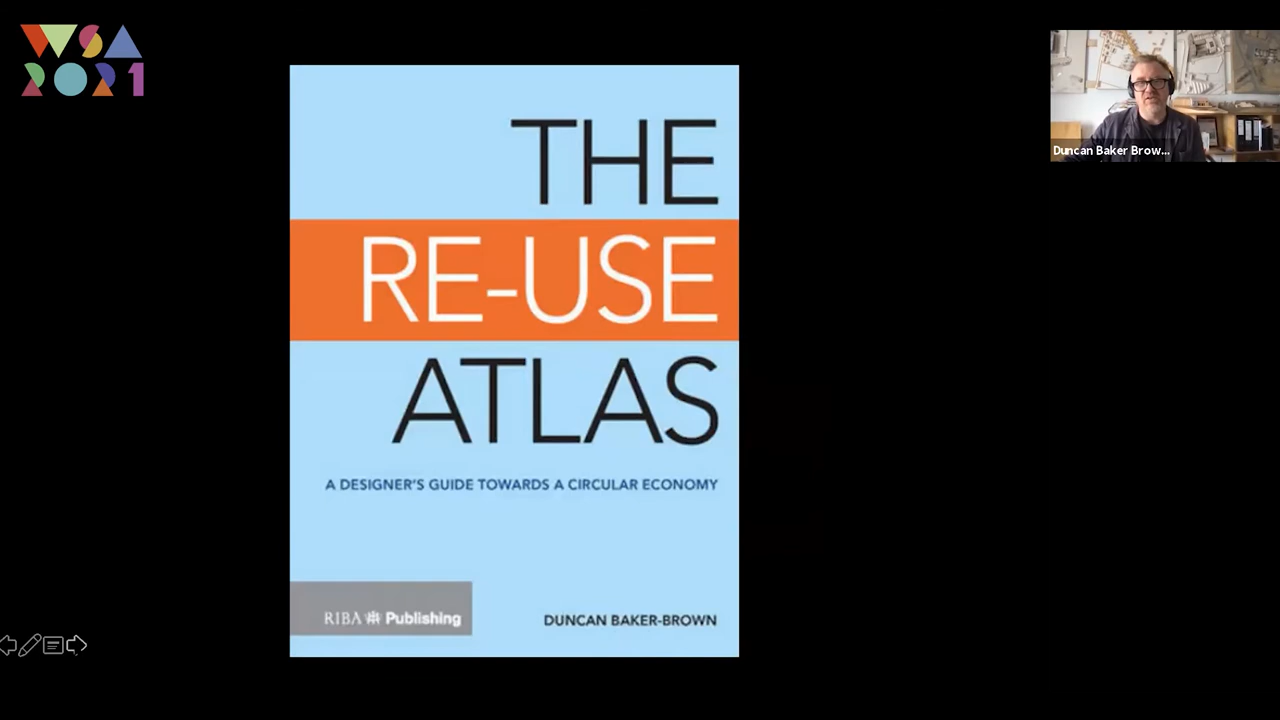 WSA
2021
THE
RE-USE
ATLAS
A DESIGNER'S GUIDE TOWARDS A CIRCULAR ECONOMY
RIBA Publishing
DUNCAN BAKER-BROWN
Duncan Baker Brow...